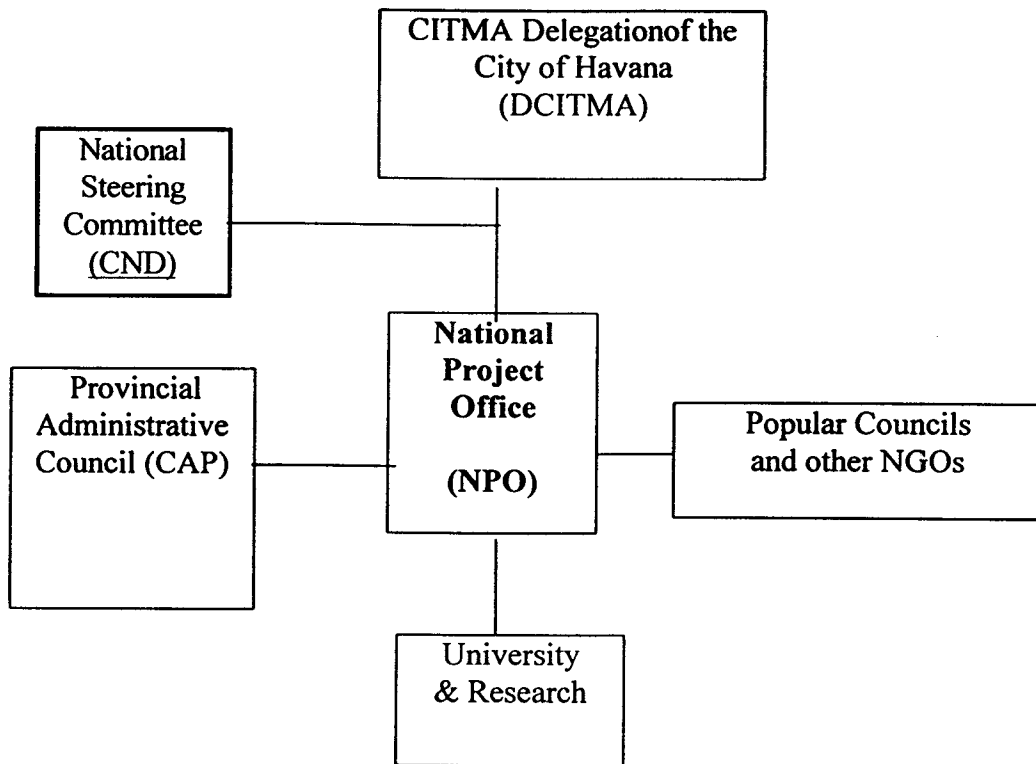 CITMA Delegationof the
City of Havana
(DCITMA)
National
Steering
Committee
(CND)
National
Project
Office
(NPO)
Provincial
Administrative
Council (CAP)
Popular Councils
and other NGOs
University
& Research